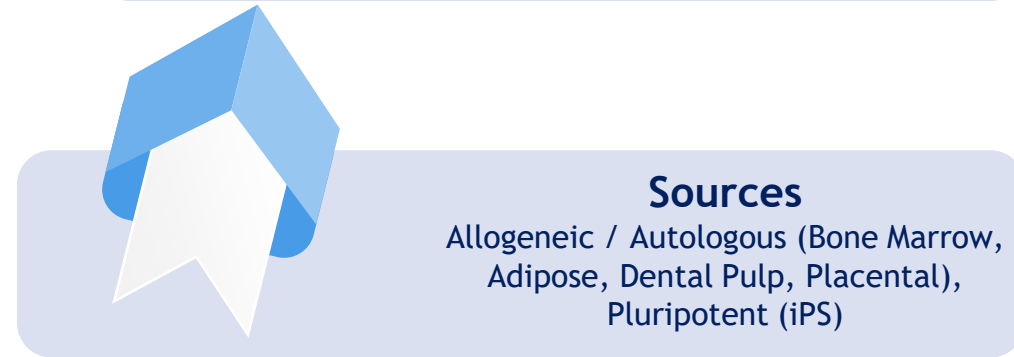 Sources
Allogeneic / Autologous (Bone Marrow,
Adipose, Dental Pulp, Placental),
Pluripotent (iPS)